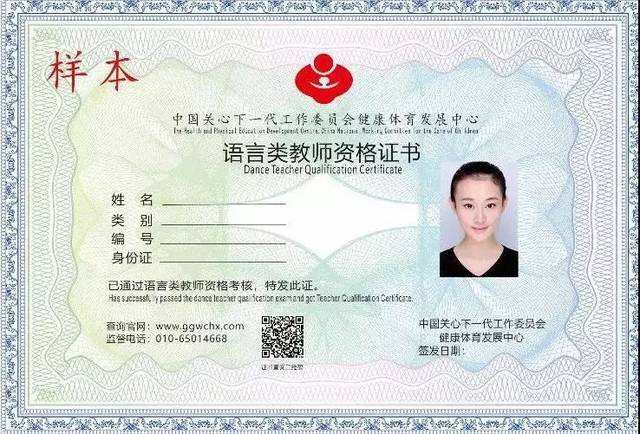 样本
中国关心下一代工作委员会健康体育发展中心
The Health and Physical Education Development Centre, China National Working Committee for the Care of Children
语言类教师资格证书
Dance Teacher Qualification Certificate
姓 名
类 别
编 号
身份证
已通过语言类教师资格考核，特发此证。
Has successfully passed the dance teacher qualification exam and got Teacher Qualification Certificate.
查询官网：www.ggwchx.com
监管电话：010-65014668
中国关心下一代工作委员会
健康体育发展中心
签发日期：